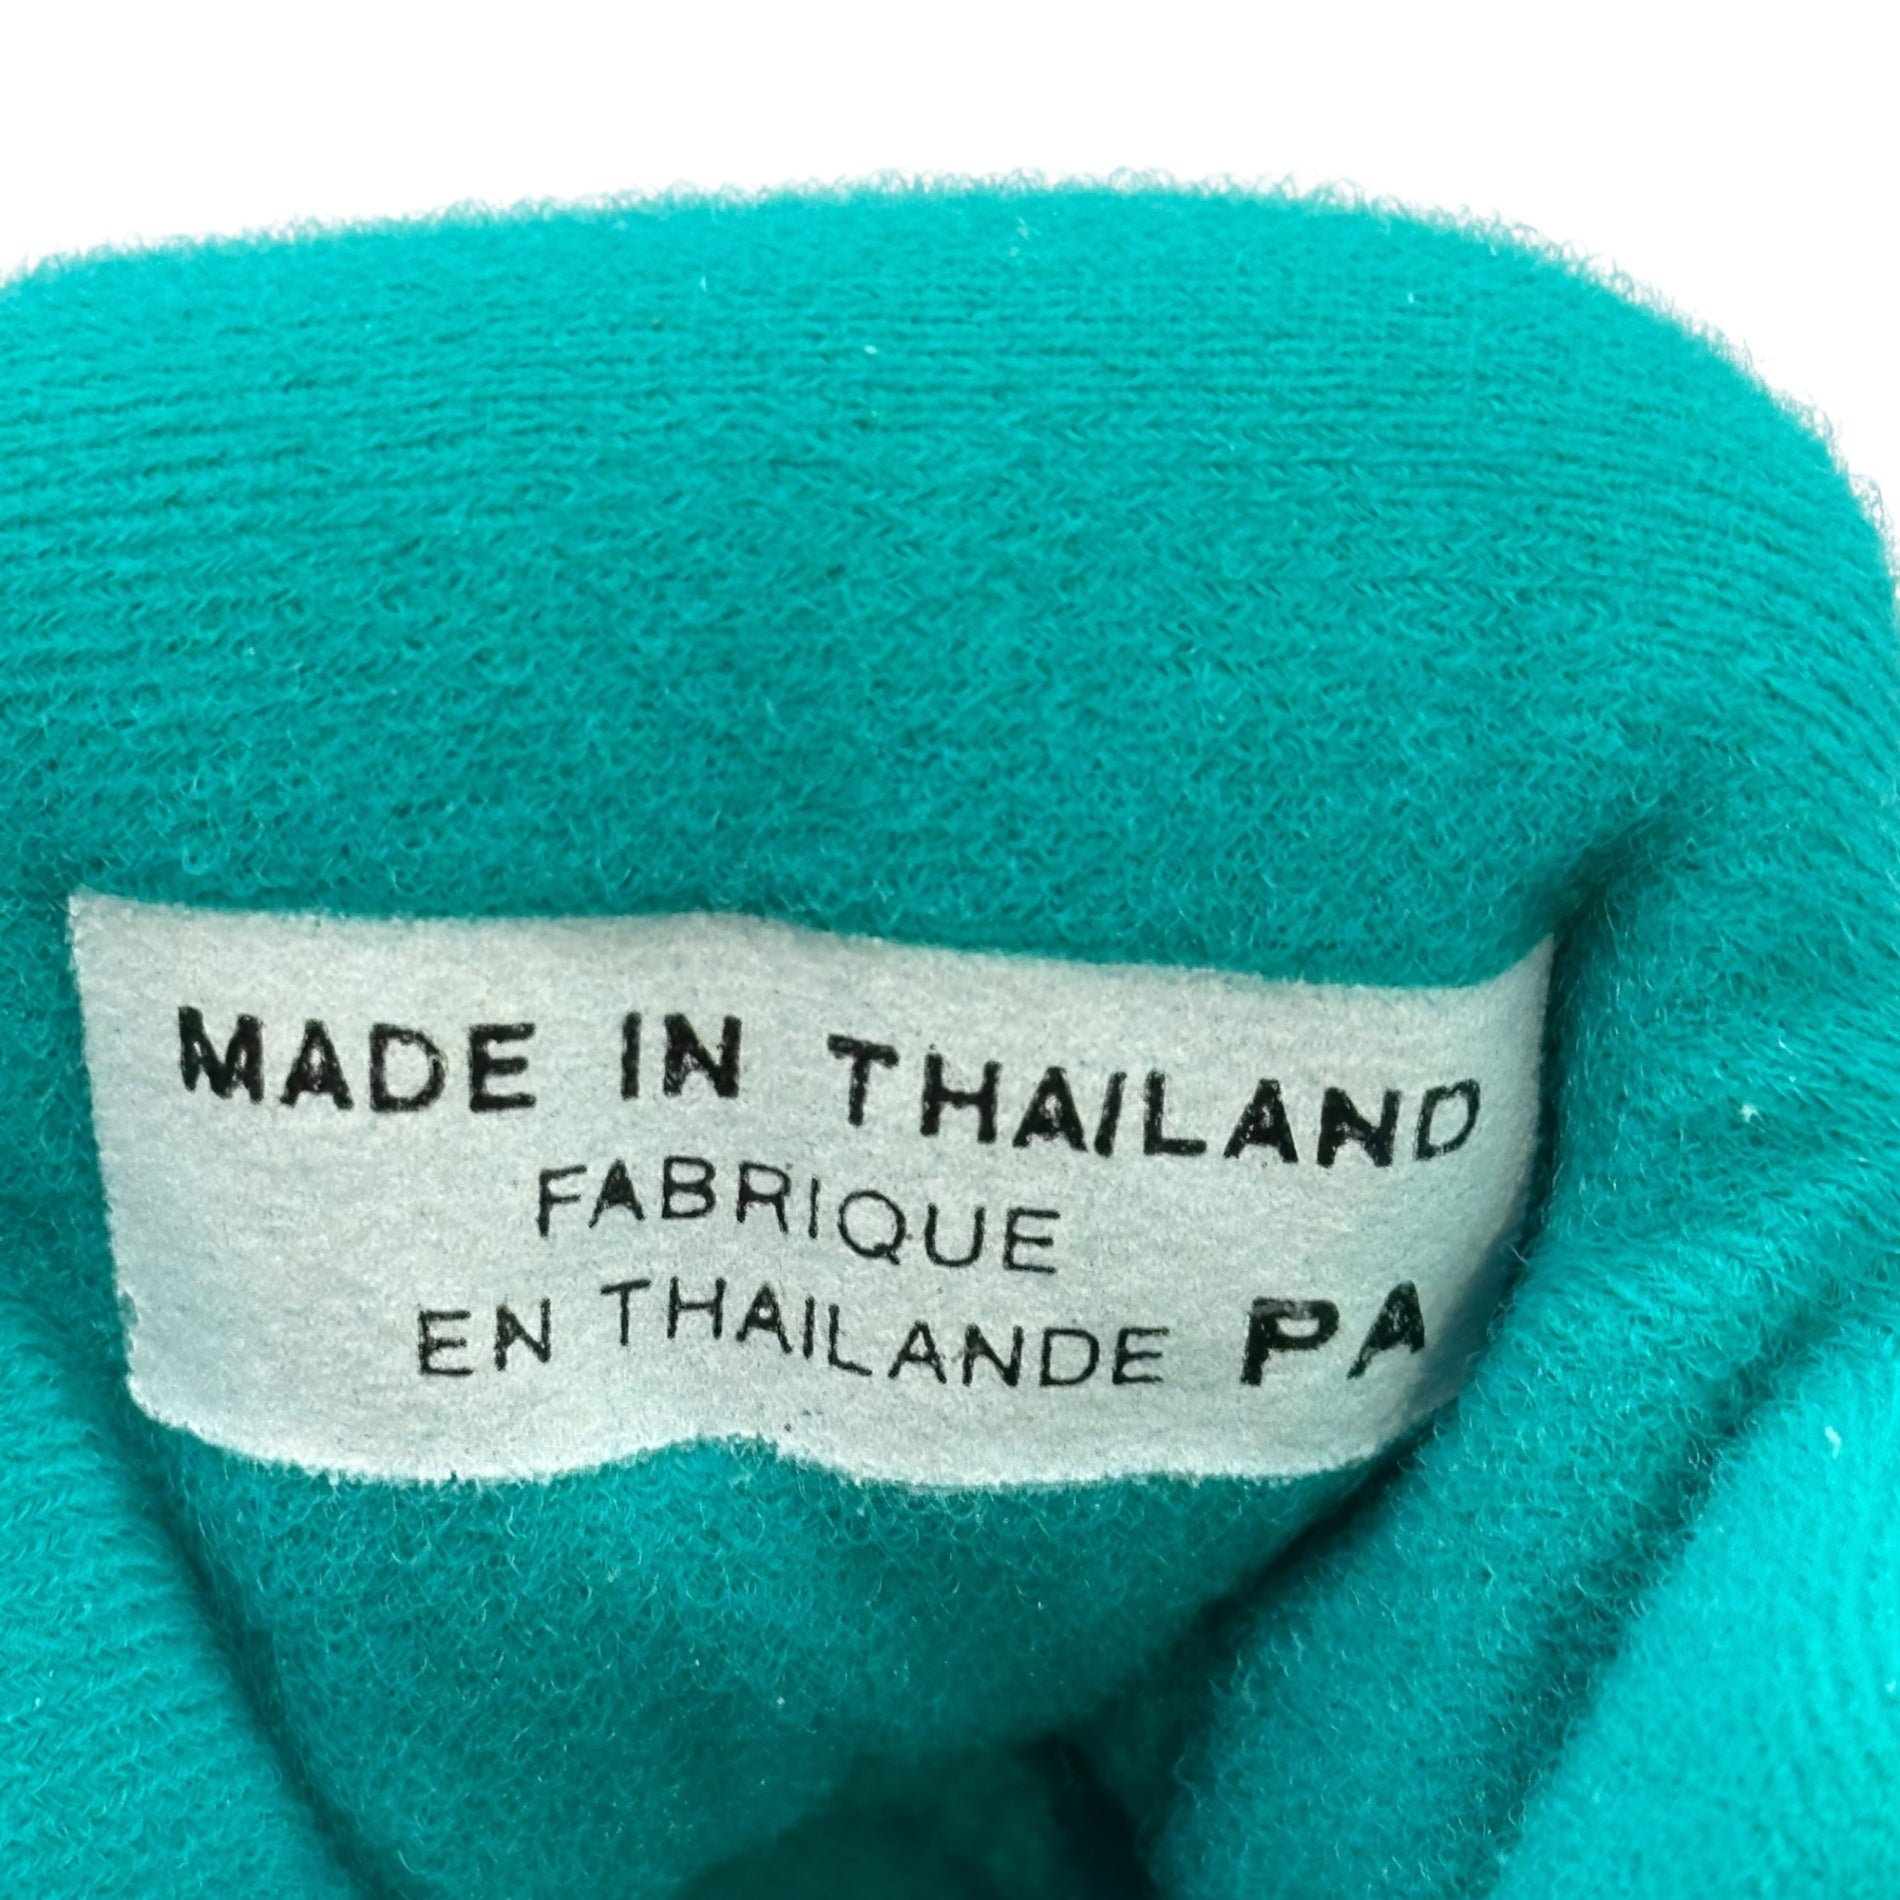 MADE IN THAILAND
FABRIQUE
EN THAILANDE PA